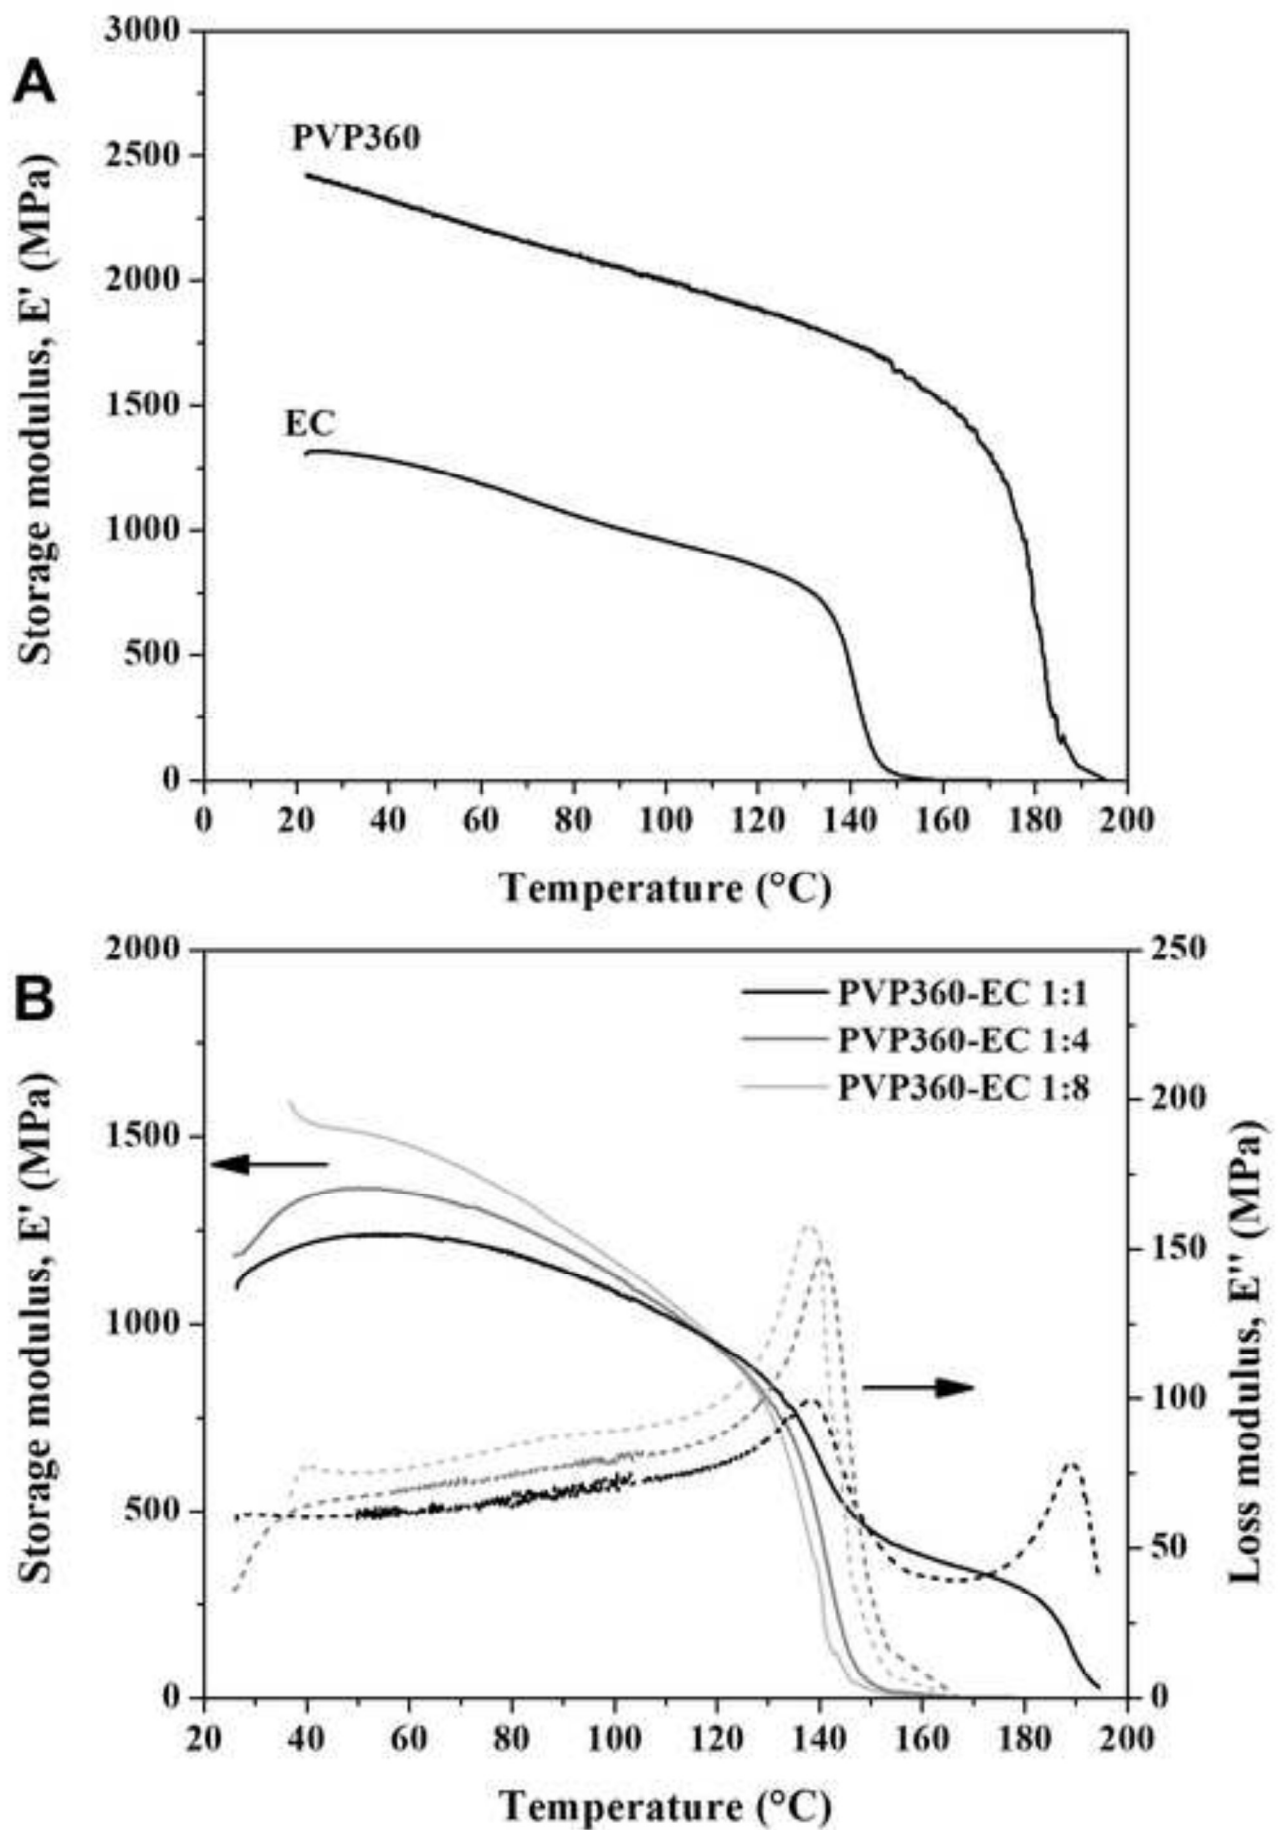 A
Storage modulus, E' (MPa)
3000
2500
2000
1500
1000
500
0
PVP360
EC
0 20 40 60 80 100 120 140 160 180 200
Temperature (°C)
B
Storage modulus, E' (MPa)
2000
1500
1000
500
0
PVP360-EC 1:1
PVP360-EC 1:4
PVP360-EC 1:8
250
200
150
100
50
0
Loss modulus, E'' (MPa)
20 40 60 80 100 120 140 160 180 200
Temperature (°C)